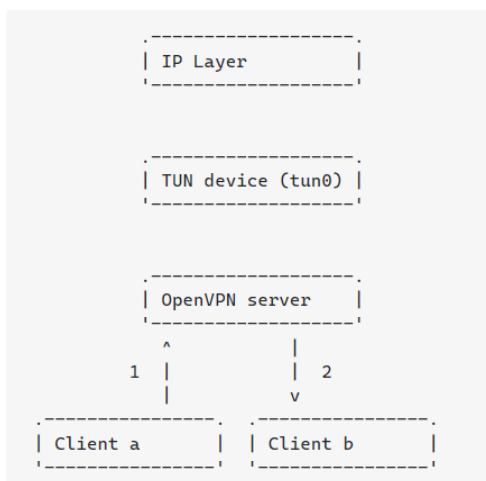 IP Layer
TUN device (tun0)
OpenVPN server
1 2
Client a Client b